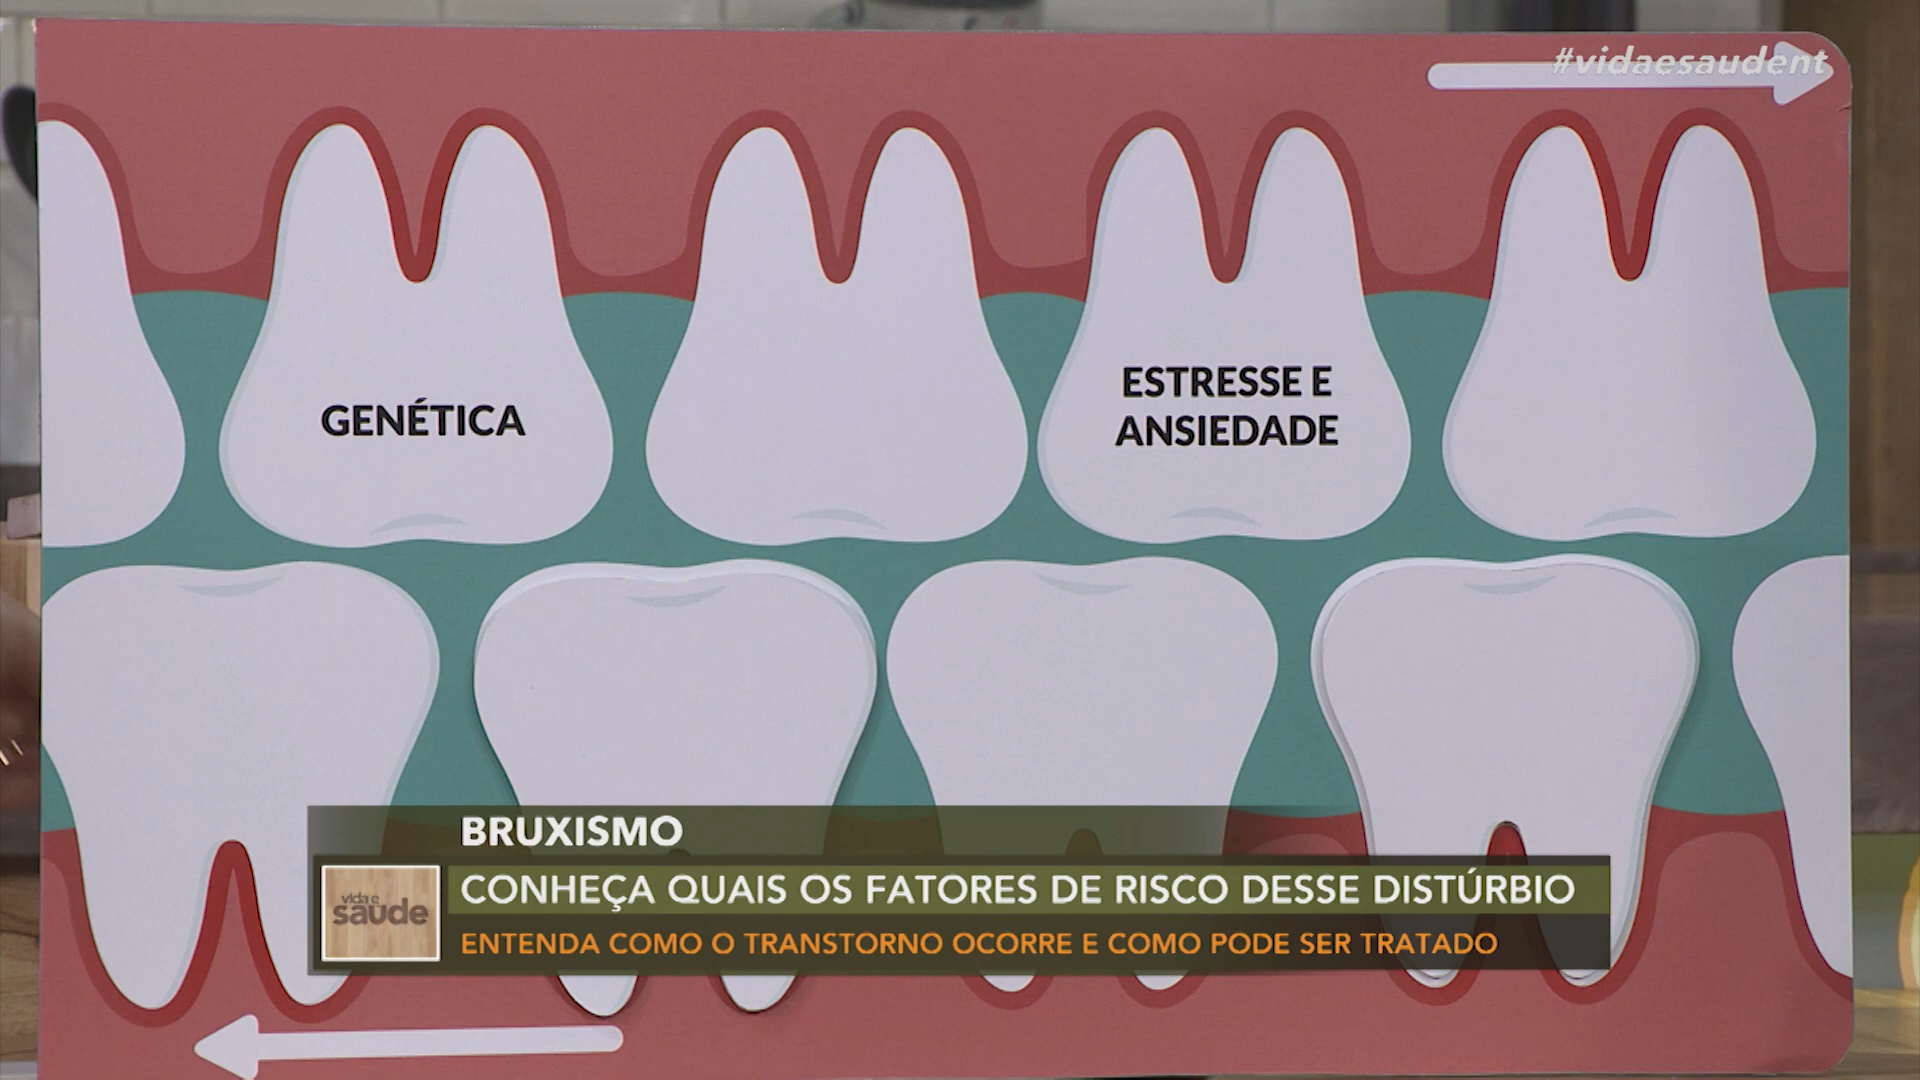 #vidaesaudent
GENÉTICA
ESTRESSE E
ANSIEDADE
BRUXISMO
CONHEÇA QUAIS OS FATORES DE RISCO DESSE DISTÚRBIO
vida e
saúde
ENTENDA COMO O TRANSTORNO OCORRE E COMO PODE SER TRATADO